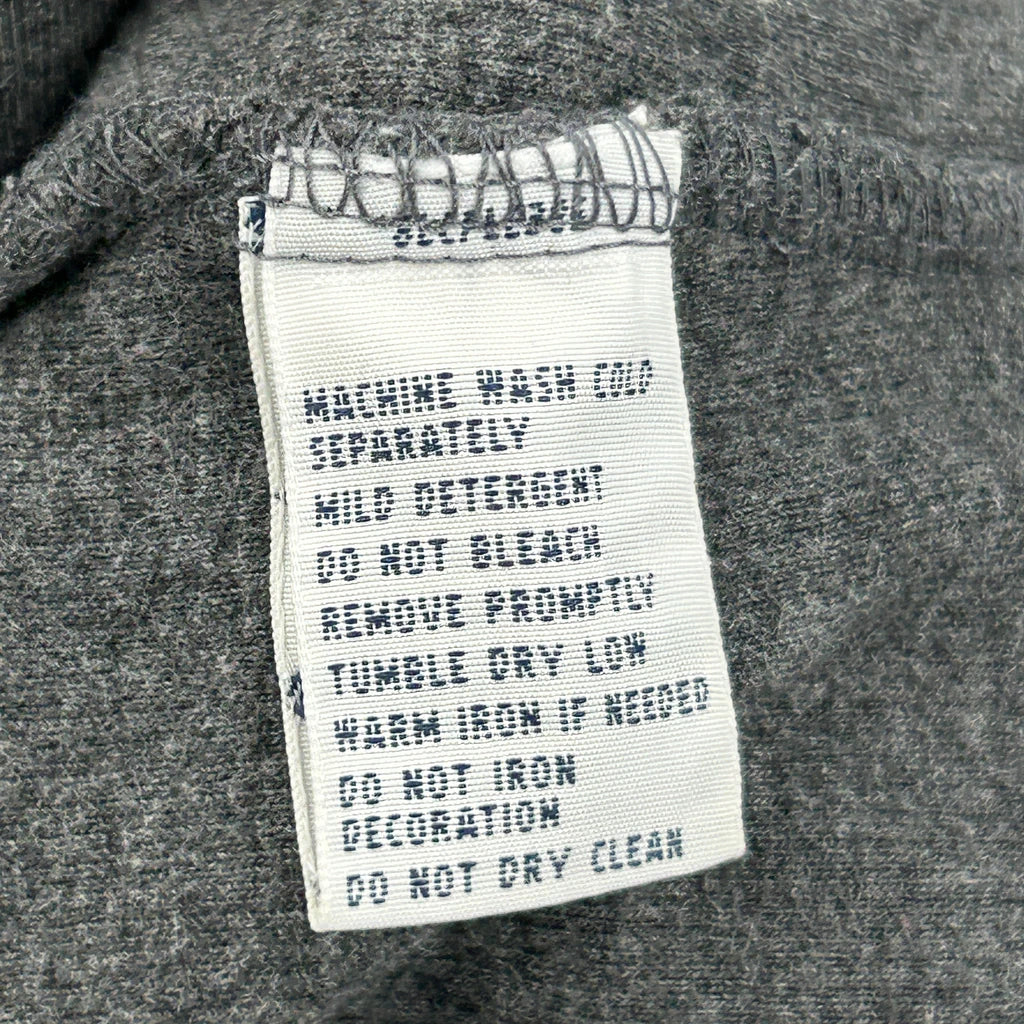 MACHINE WASH COLD
SEPARATELY
MILD DETERGENT
DO NOT BLEACH
REMOVE PROMPTLY
TUMBLE DRY LOW
WARM IRON IF NEEDED
DO NOT IRON
DECORATION
DO NOT DRY CLEAN